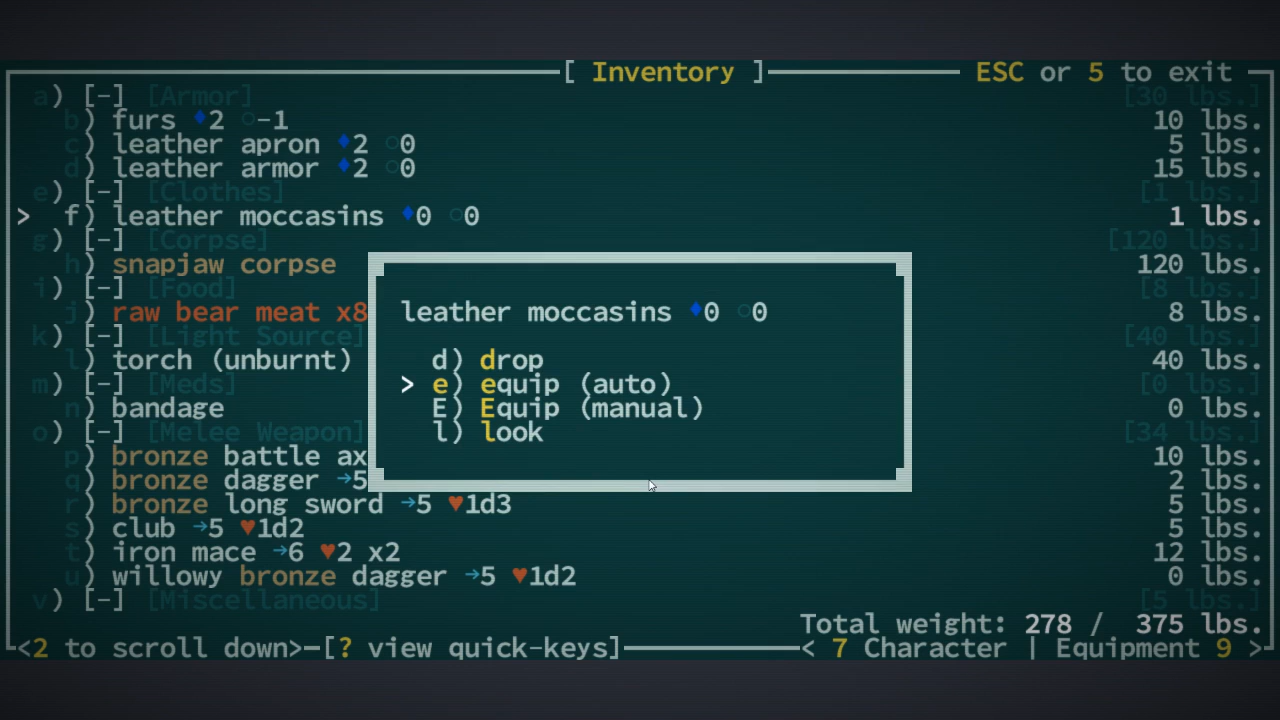 [ Inventory ] ESC or 5 to exit
a) [-] [Armor] [30 lbs.]
b) furs ♦2 ○-1 10 lbs.
c) leather apron ♦2 ○0 5 lbs.
d) leather armor ♦2 ○0 15 lbs.
e) [-] [Clothes] [1 lbs.]
> f) leather moccasins ♦0 ○0 1 lbs.
g) [-] [Corpse] [120 lbs.]
h) snapjaw corpse 120 lbs.
i) [-] [Food] [8 lbs.]
j) raw bear meat x8 8 lbs.
k) [-] [Light Source] [40 lbs.]
l) torch (unburnt) 40 lbs.
m) [-] [Meds] [0 lbs.]
n) bandage 0 lbs.
o) [-] [Melee Weapon] [34 lbs.]
p) bronze battle ax 10 lbs.
q) bronze dagger →5 2 lbs.
r) bronze long sword →5 ♥1d3 5 lbs.
s) club →5 ♥1d2 5 lbs.
t) iron mace →6 ♥2 x2 12 lbs.
u) willowy bronze dagger →5 ♥1d2 0 lbs.
v) [-] [Miscellaneous] [5 lbs.]
leather moccasins ♦0 ○0
d) drop
> e) equip (auto)
E) Equip (manual)
l) look
Total weight: 278 / 375 lbs.
<2 to scroll down> [? view quick-keys] < 7 Character | Equipment 9 >